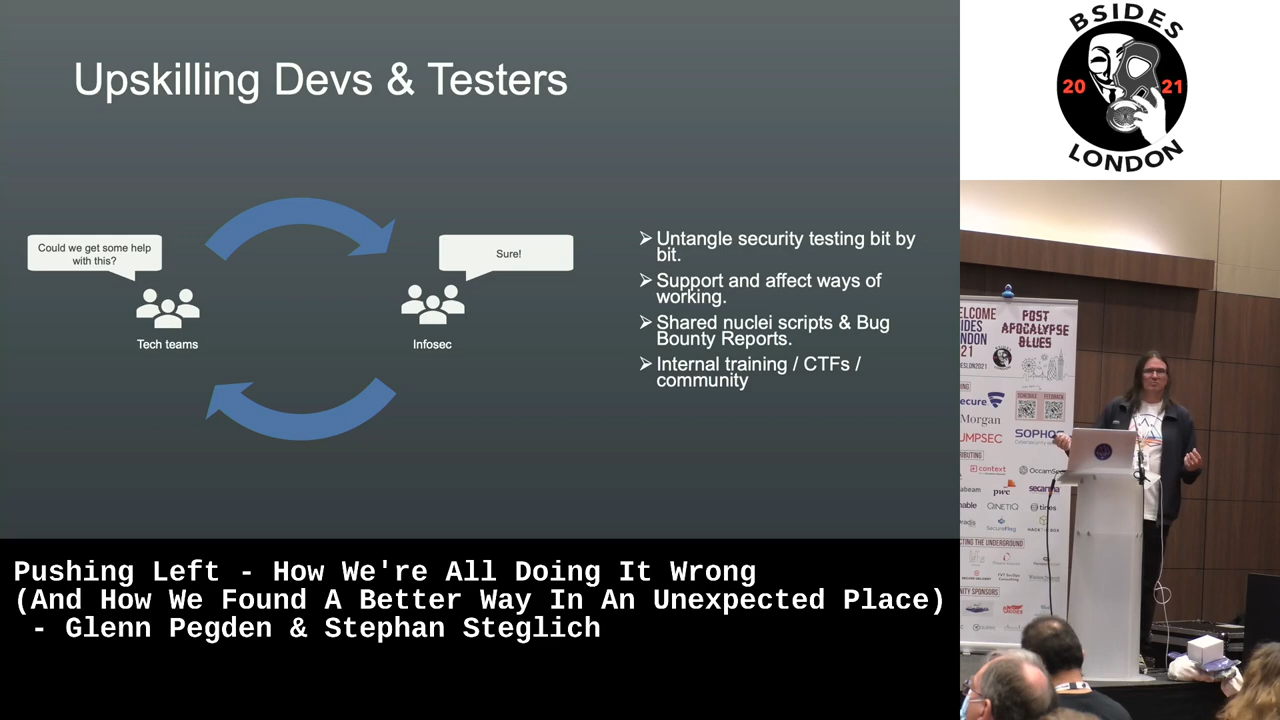 Upskilling Devs & Testers
Could we get some help
with this?
Sure!
Tech teams
Infosec
➢ Untangle security testing bit by
bit.
➢ Support and affect ways of
working.
➢ Shared nuclei scripts & Bug
Bounty Reports.
➢ Internal training / CTFs /
community
Pushing Left - How We're All Doing It Wrong
(And How We Found A Better Way In An Unexpected Place)
- Glenn Pegden & Stephan Steglich
BSIDES
20 21
LONDON
POST
APOCALYPSE
BLUES
SCHEDULE FEEDBACK
Morgan
SOPHOS
context
pwc
QINETIQ
tines